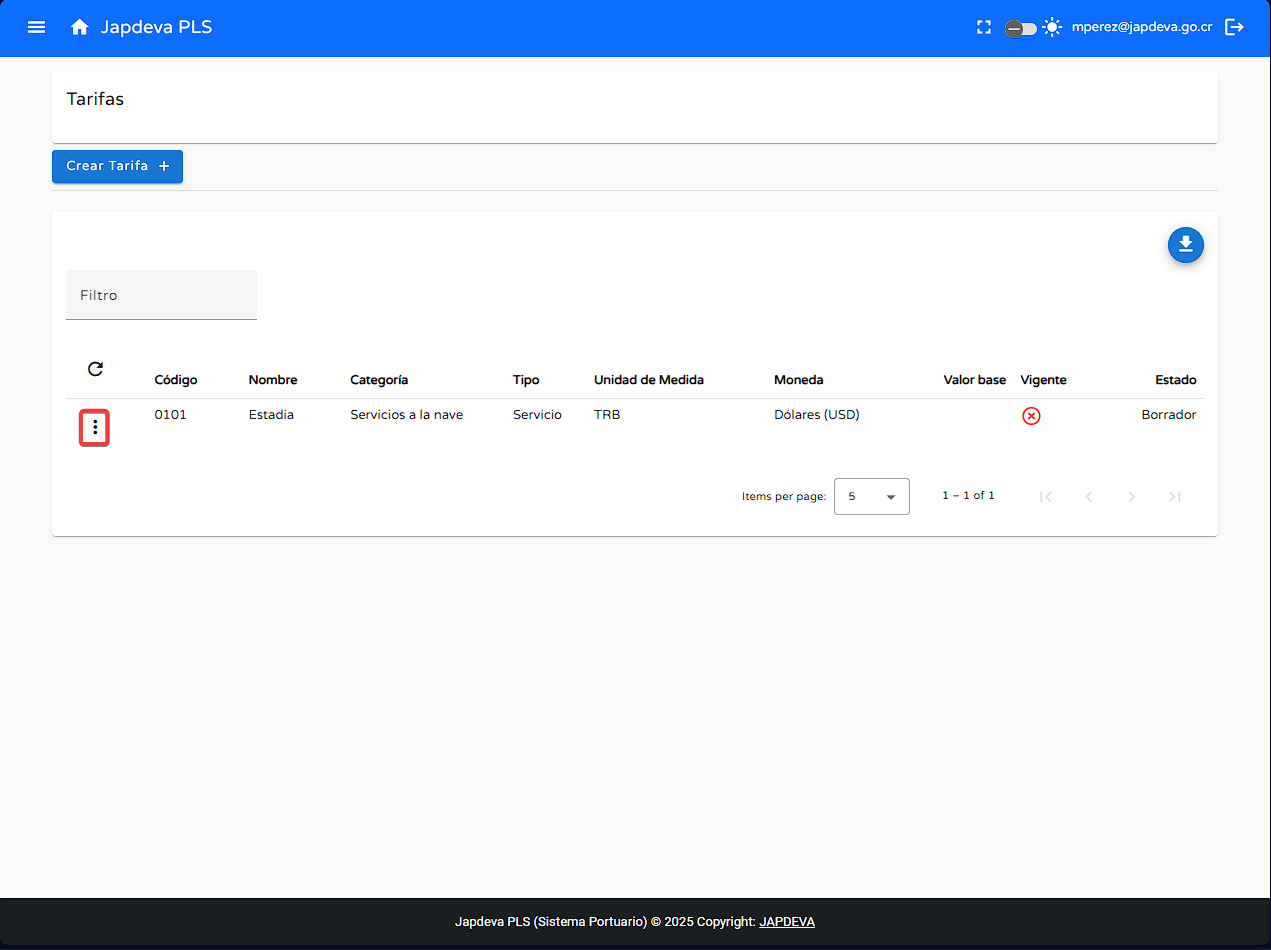 Japdeva PLS
mperez@japdeva.go.cr
Tarifas
Crear Tarifa +
Filtro
Código Nombre Categoría Tipo Unidad de Medida Moneda Valor base Vigente Estado
0101 Estadia Servicios a la nave Servicio TRB Dólares (USD) Borrador
Items per page: 5 1 – 1 of 1
Japdeva PLS (Sistema Portuario) © 2025 Copyright: JAPDEVA